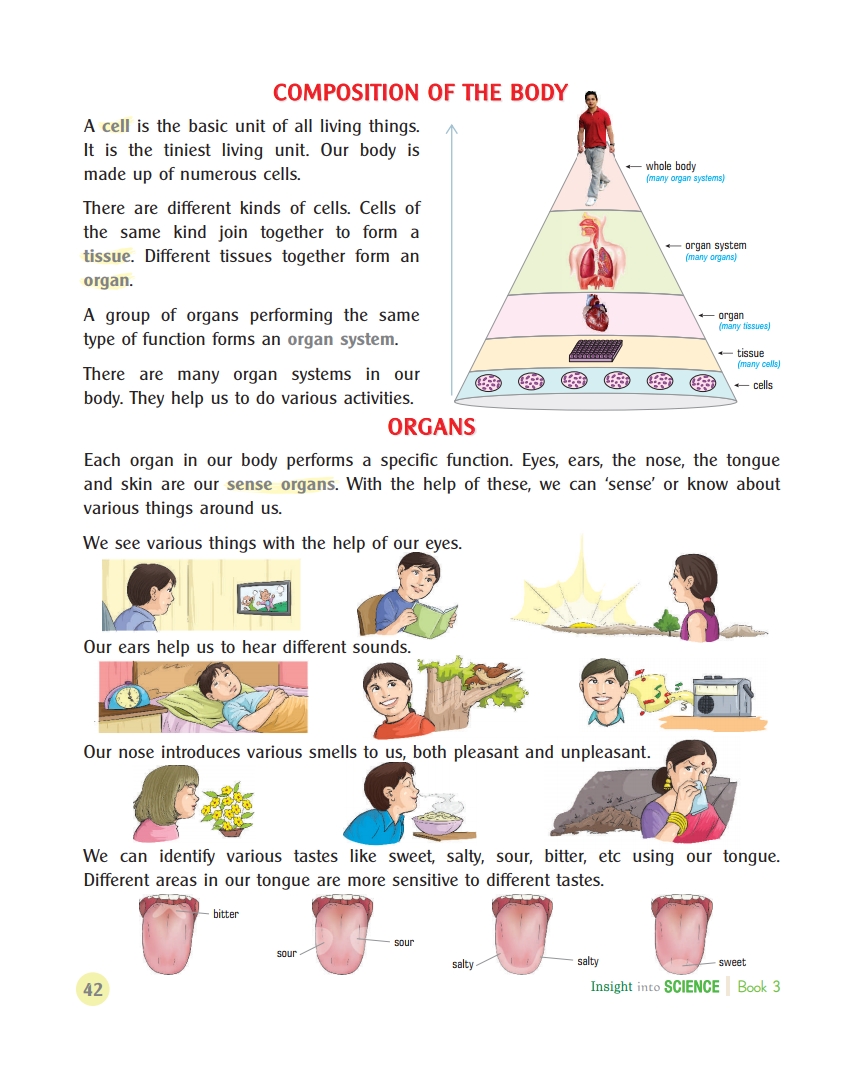 COMPOSITION OF THE BODY
A cell is the basic unit of all living things.
It is the tiniest living unit. Our body is
made up of numerous cells.
There are different kinds of cells. Cells of
the same kind join together to form a
tissue. Different tissues together form an
organ.
A group of organs performing the same
type of function forms an organ system.
There are many organ systems in our
body. They help us to do various activities.
whole body
(many organ systems)
organ system
(many organs)
organ
(many tissues)
tissue
(many cells)
cells
ORGANS
Each organ in our body performs a specific function. Eyes, ears, the nose, the tongue
and skin are our sense organs. With the help of these, we can ‘sense’ or know about
various things around us.
We see various things with the help of our eyes.
Our ears help us to hear different sounds.
Our nose introduces various smells to us, both pleasant and unpleasant.
We can identify various tastes like sweet, salty, sour, bitter, etc using our tongue.
Different areas in our tongue are more sensitive to different tastes.
bitter
sour
sour
salty
salty
sweet
42
Insight into SCIENCE | Book 3